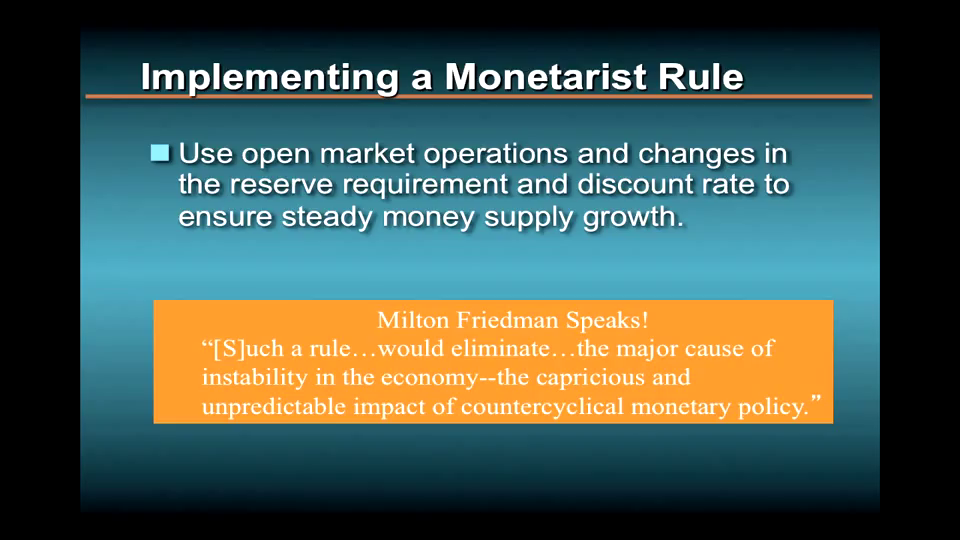 Implementing a Monetarist Rule
Use open market operations and changes in
the reserve requirement and discount rate to
ensure steady money supply growth.
Milton Friedman Speaks!
“[S]uch a rule…would eliminate…the major cause of
instability in the economy--the capricious and
unpredictable impact of countercyclical monetary policy.”